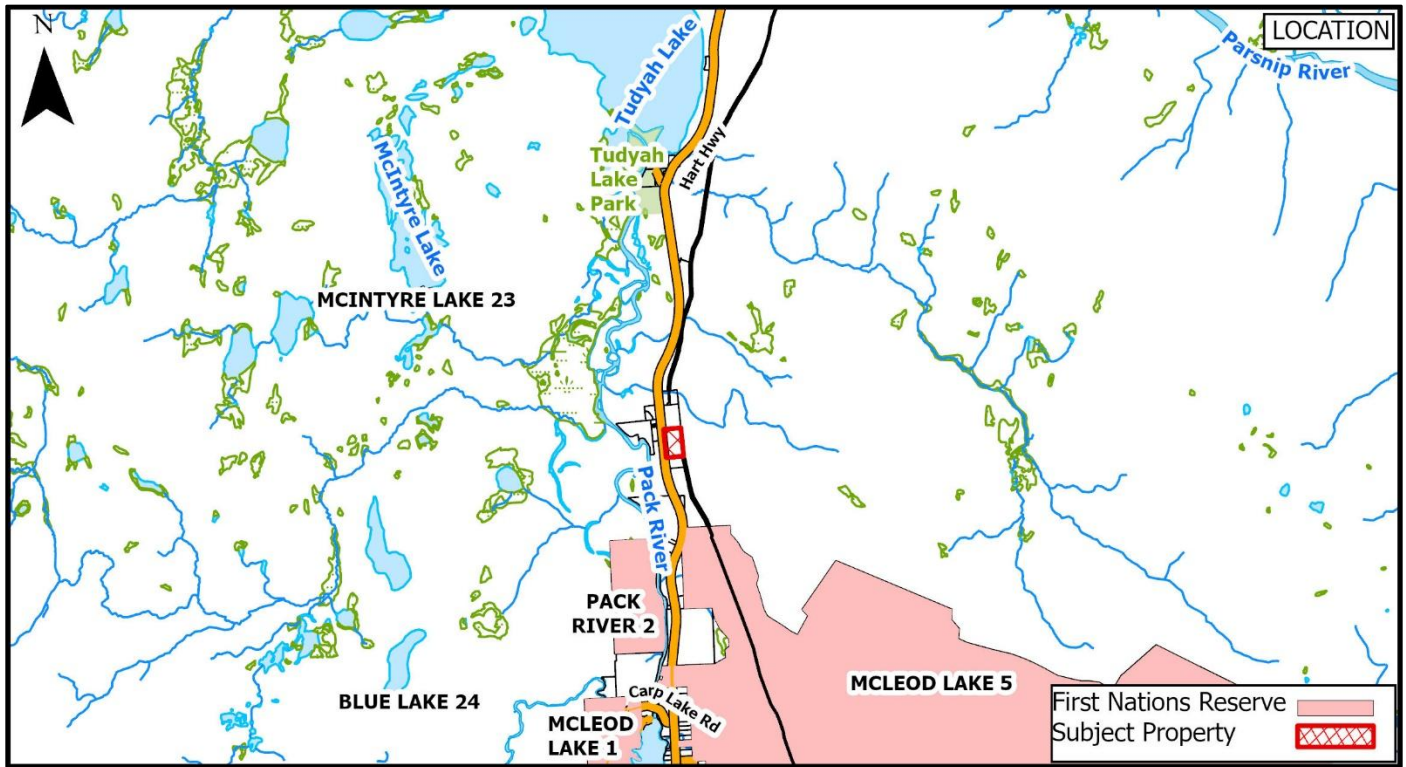 N
LOCATION
Parsnip River
Tudyah Lake
Hart Hwy
Tudyah
Lake
Park
McIntyre Lake
MCINTYRE LAKE 23
Pack River
PACK
RIVER 2
BLUE LAKE 24
MCLEOD
LAKE 1
Carp Lake Rd
MCLEOD LAKE 5
First Nations Reserve
Subject Property